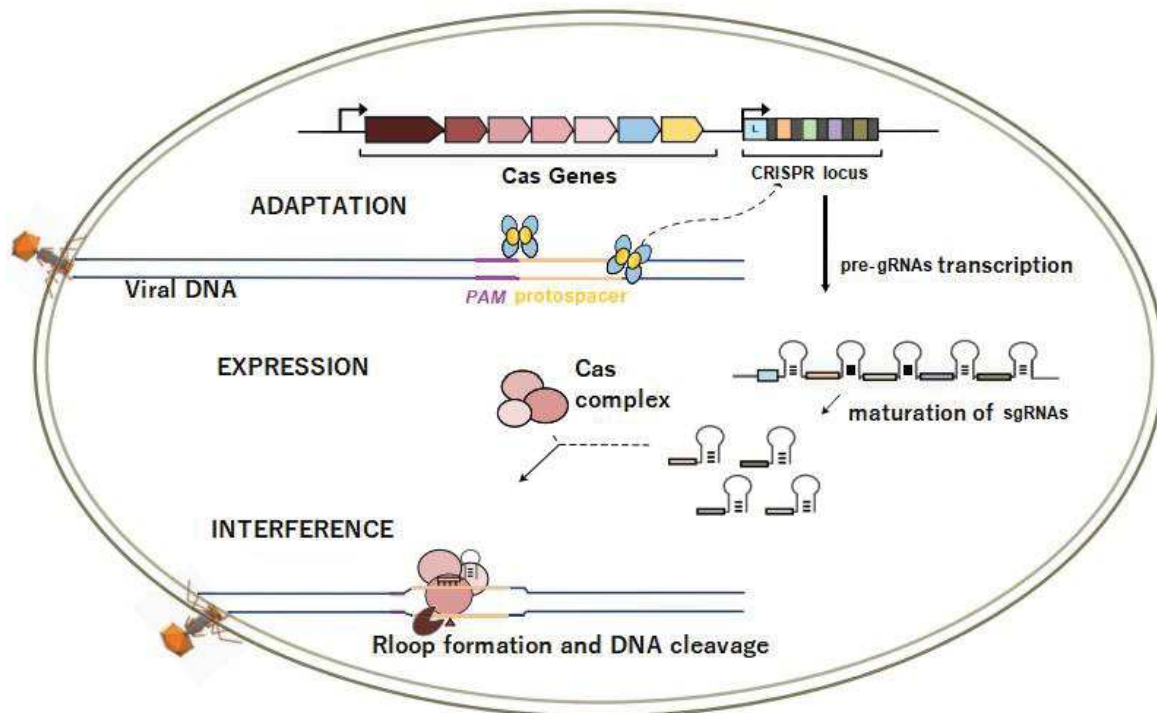 L
Cas Genes
CRISPR locus
ADAPTATION
pre-gRNAs transcription
Viral DNA
PAM protospacer
EXPRESSION
Cas
complex
maturation of sgRNAs
INTERFERENCE
Rloop formation and DNA cleavage